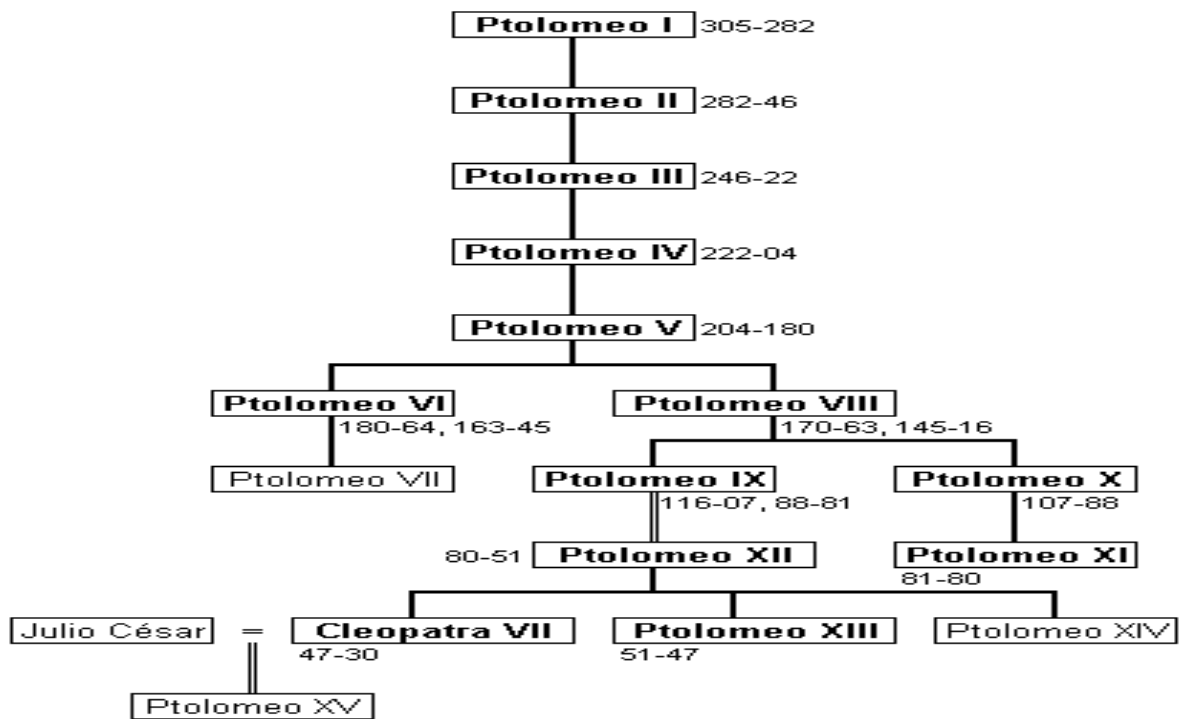 Ptolomeo I 305-282
Ptolomeo II 282-46
Ptolomeo III 246-22
Ptolomeo IV 222-04
Ptolomeo V 204-180
Ptolomeo VI Ptolomeo VIII
180-64, 163-45 170-63, 145-16
Ptolomeo VII Ptolomeo IX Ptolomeo X
116-07, 88-81 107-88
80-51 Ptolomeo XII Ptolomeo XI
81-80
Julio César = Cleopatra VII Ptolomeo XIII Ptolomeo XIV
47-30 51-47
Ptolomeo XV